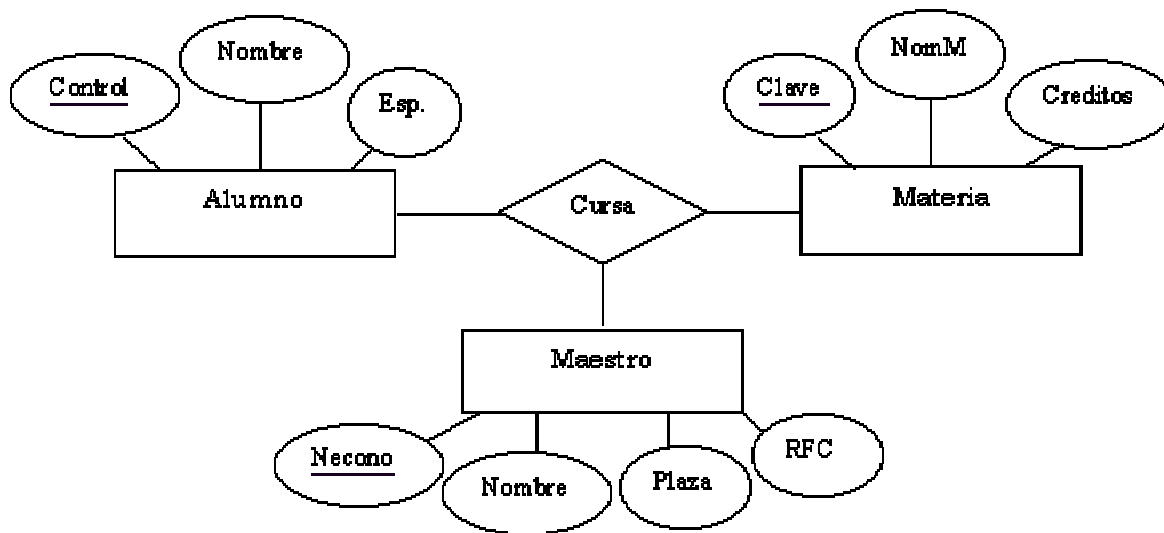 Control
Nombre
Esp.
Alumno
Clave
NomM
Creditos
Materia
Cursa
Maestro
Necono
Nombre
Plaza
RFC